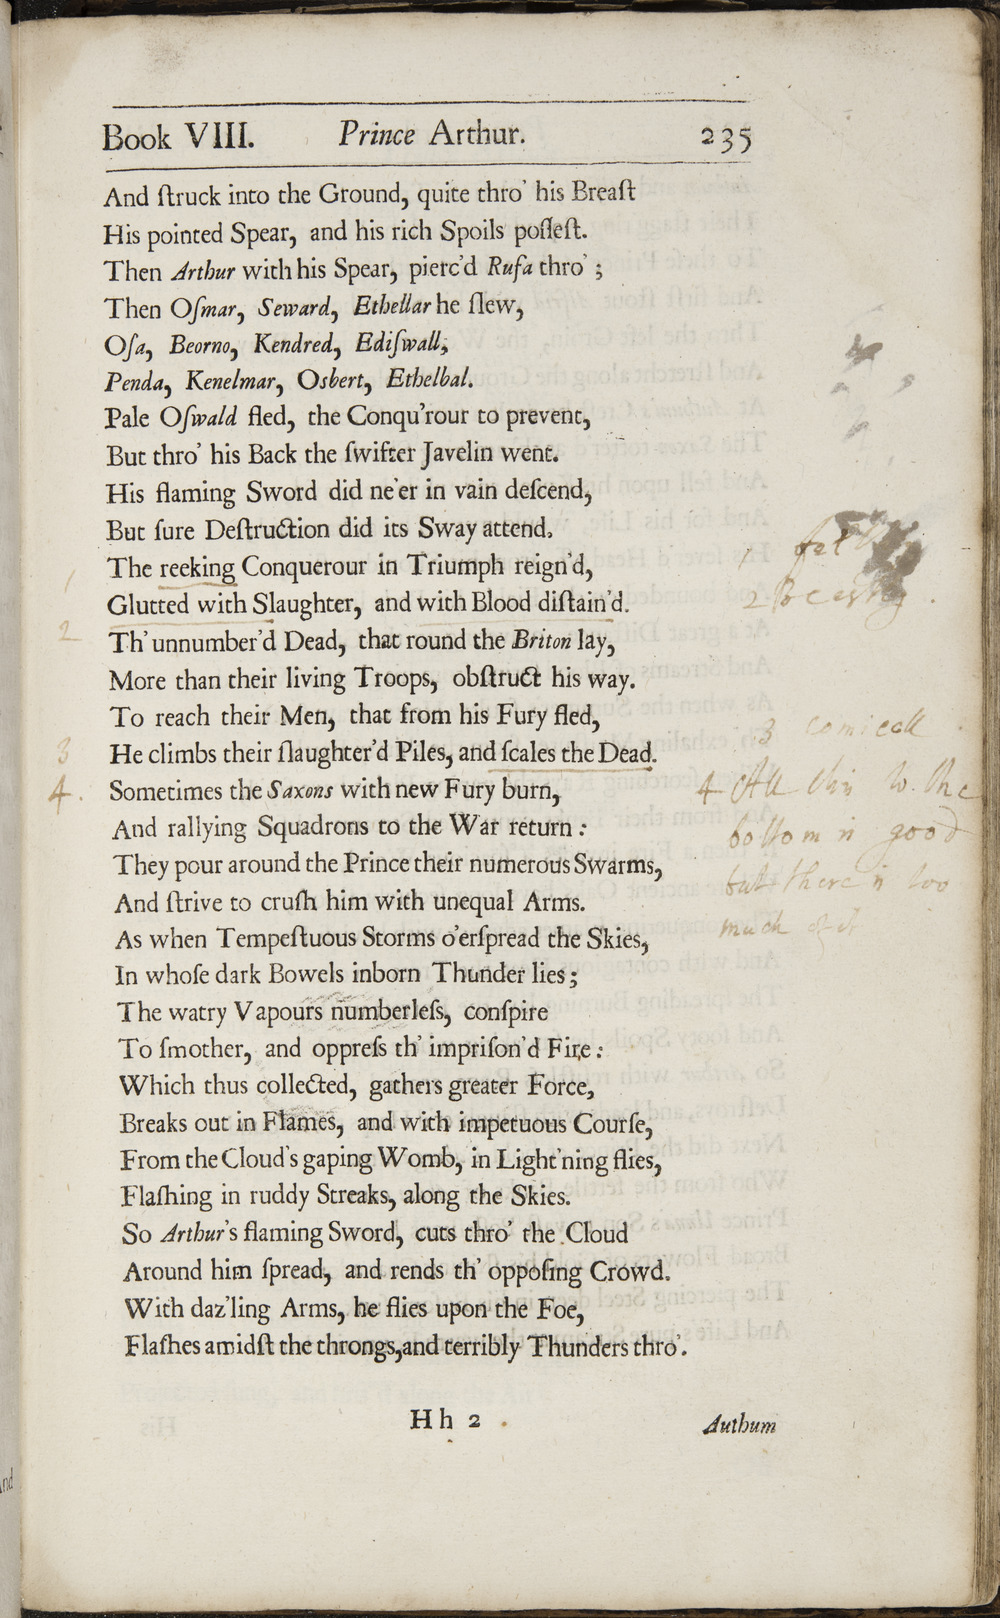 Book VIII. Prince Arthur. 235
And ſtruck into the Ground, quite thro' his Breaſt
His pointed Spear, and his rich Spoils poſſeſt.
Then Arthur with his Spear, pierc'd Rufa thro' ;
Then Oſmar, Seward, Ethellar he ſlew,
Oſa, Beorno, Kendred, Ediſwall;
Penda, Kenelmar, Osbert, Ethelbal.
Pale Oſwald fled, the Conqu'rour to prevent,
But thro' his Back the ſwifter Javelin went.
His flaming Sword did ne'er in vain deſcend,
But ſure Deſtruction did its Sway attend.
The reeking Conquerour in Triumph reign'd,
1
Glutted with Slaughter, and with Blood diſtain'd.
2
Th' unnumber'd Dead, that round the Briton lay,
More than their living Troops, obſtruct his way.
To reach their Men, that from his Fury fled,
3
He climbs their ſlaughter'd Piles, and ſcales the Dead.
4.
Sometimes the Saxons with new Fury burn,
And rallying Squadrons to the War return :
They pour around the Prince their numerous Swarms,
And ſtrive to cruſh him with unequal Arms.
As when Tempeſtuous Storms o'erſpread the Skies,
In whoſe dark Bowels inborn Thunder lies ;
The watry Vapours numberleſs, conſpire
To ſmother, and oppreſs th' impriſon'd Fire :
Which thus collected, gathers greater Force,
Breaks out in Flames, and with impetuous Courſe,
From the Cloud's gaping Womb, in Light'ning flies,
Flaſhing in ruddy Streaks, along the Skies.
So Arthur's flaming Sword, cuts thro' the Cloud
Around him ſpread, and rends th' oppoſing Crowd.
With daz'ling Arms, he flies upon the Foe,
Flaſhes amidſt the throngs,and terribly Thunders thro'.
Hh 2
Authum
1
2
3 comicall
4 All this to the
bottom is good
but there is too
much of it